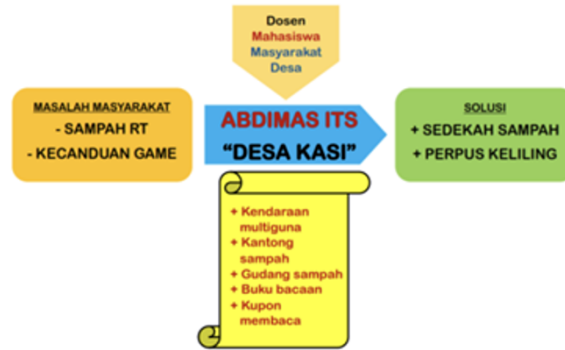 Dosen
Mahasiswa
Masyarakat
Desa
MASALAH MASYARAKAT
- SAMPAH RT
- KECANDUAN GAME
ABDIMAS ITS
“DESA KASI”
SOLUSI
+ SEDEKAH SAMPAH
+ PERPUS KELILING
+ Kendaraan
multiguna
+ Kantong
sampah
+ Gudang sampah
+ Buku bacaan
+ Kupon
membaca